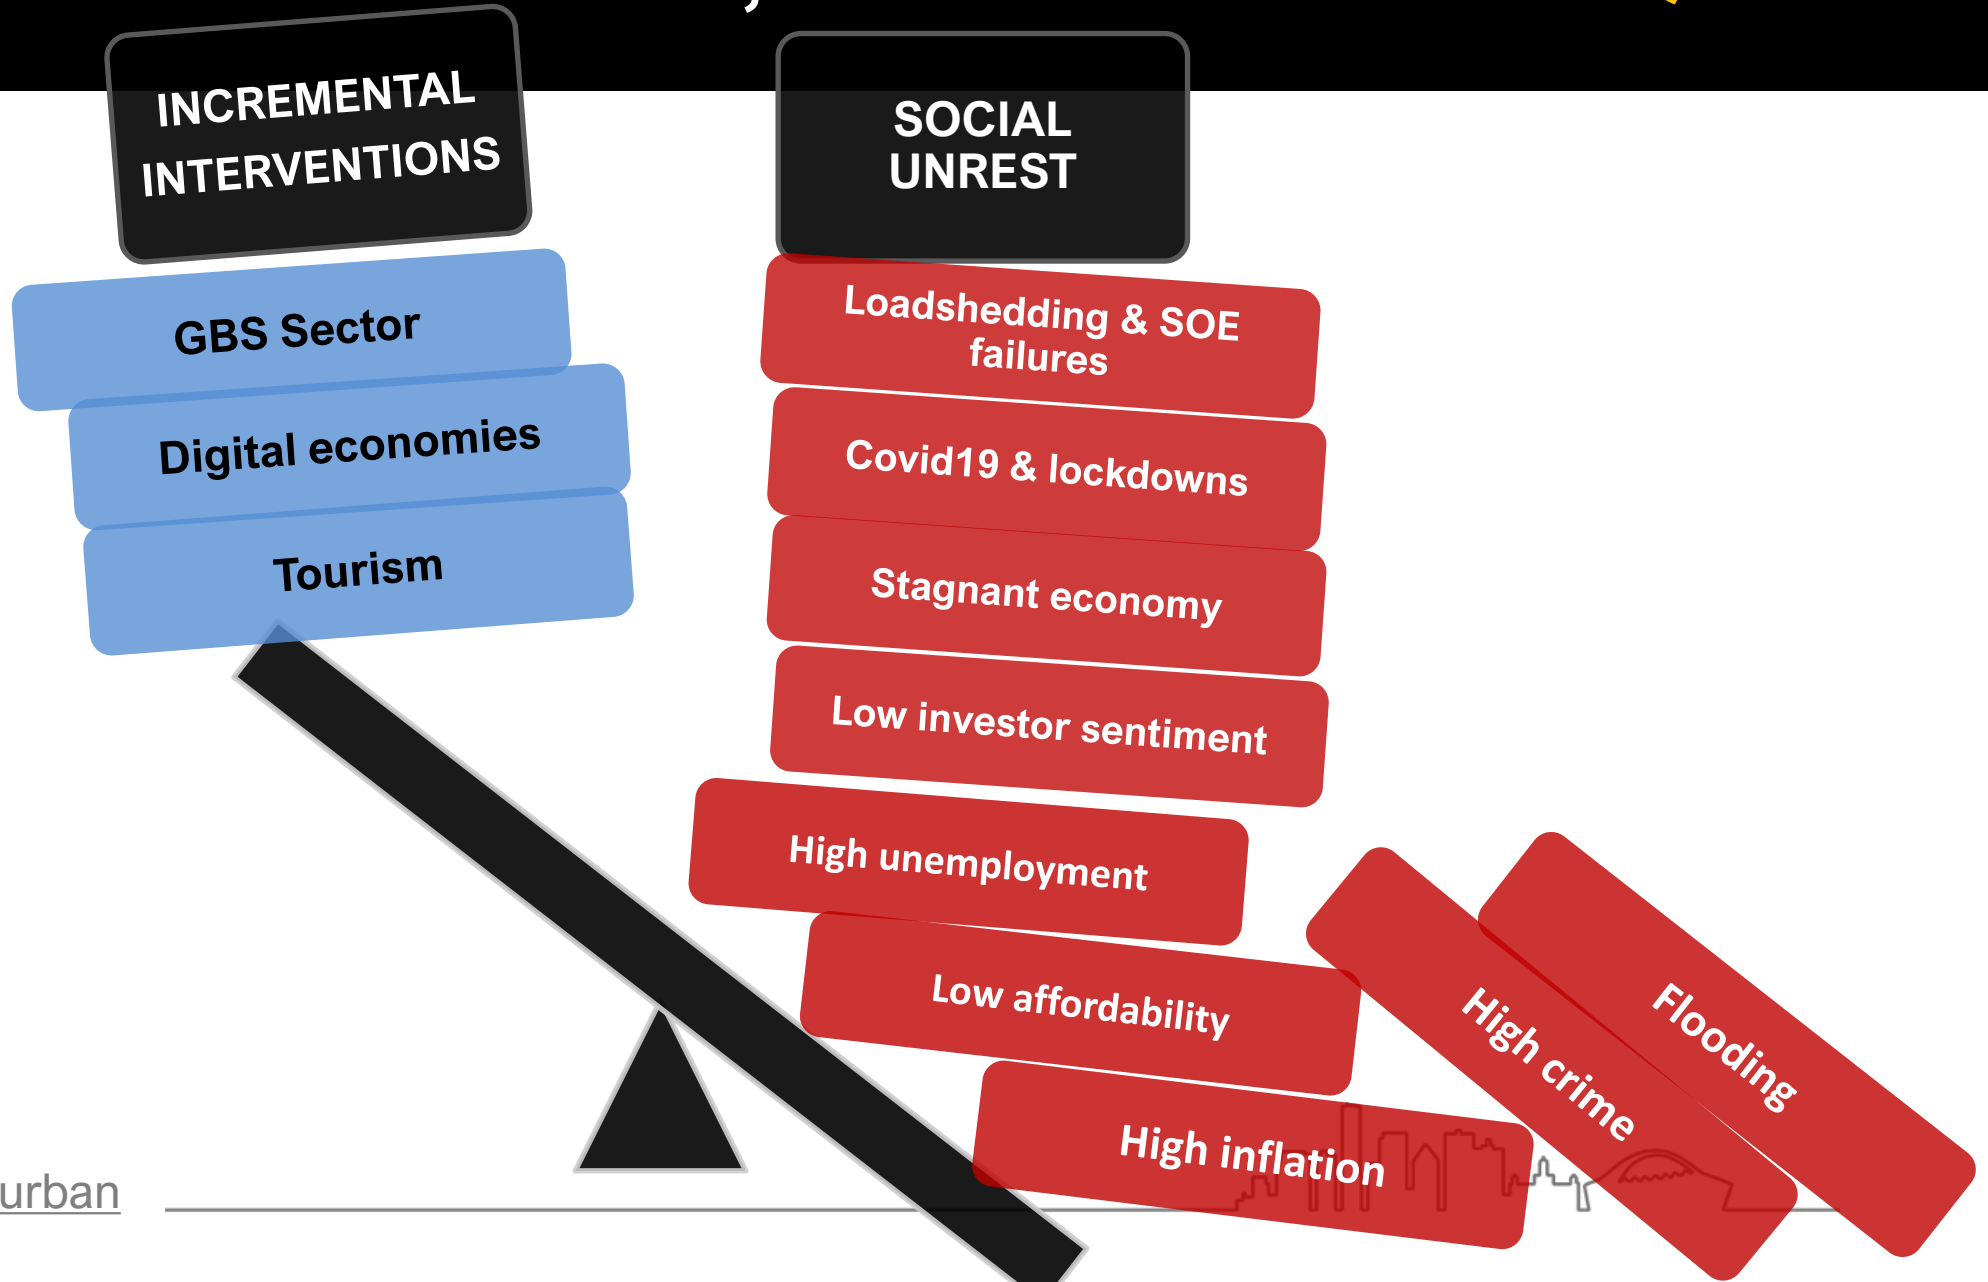 INCREMENTAL
INTERVENTIONS
GBS Sector
Digital economies
Tourism
SOCIAL
UNREST
Loadshedding & SOE
failures
Covid19 & lockdowns
Stagnant economy
Low investor sentiment
High unemployment
Low affordability
High inflation
High crime
Flooding
urban